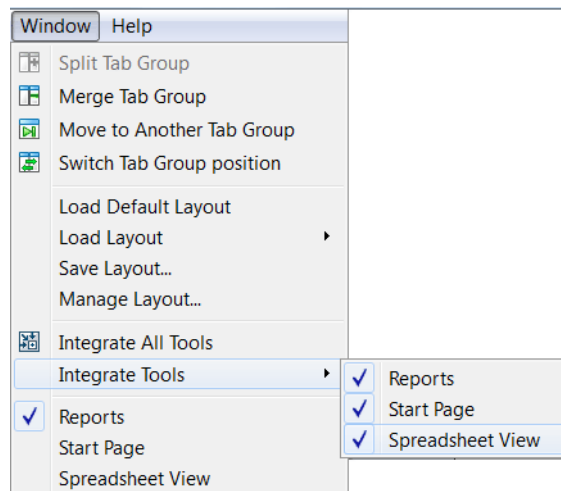 Window Help
Split Tab Group
Merge Tab Group
Move to Another Tab Group
Switch Tab Group position
Load Default Layout
Load Layout
Save Layout...
Manage Layout...
Integrate All Tools
Integrate Tools
Reports
Start Page
Spreadsheet View
Reports
Start Page
Spreadsheet View